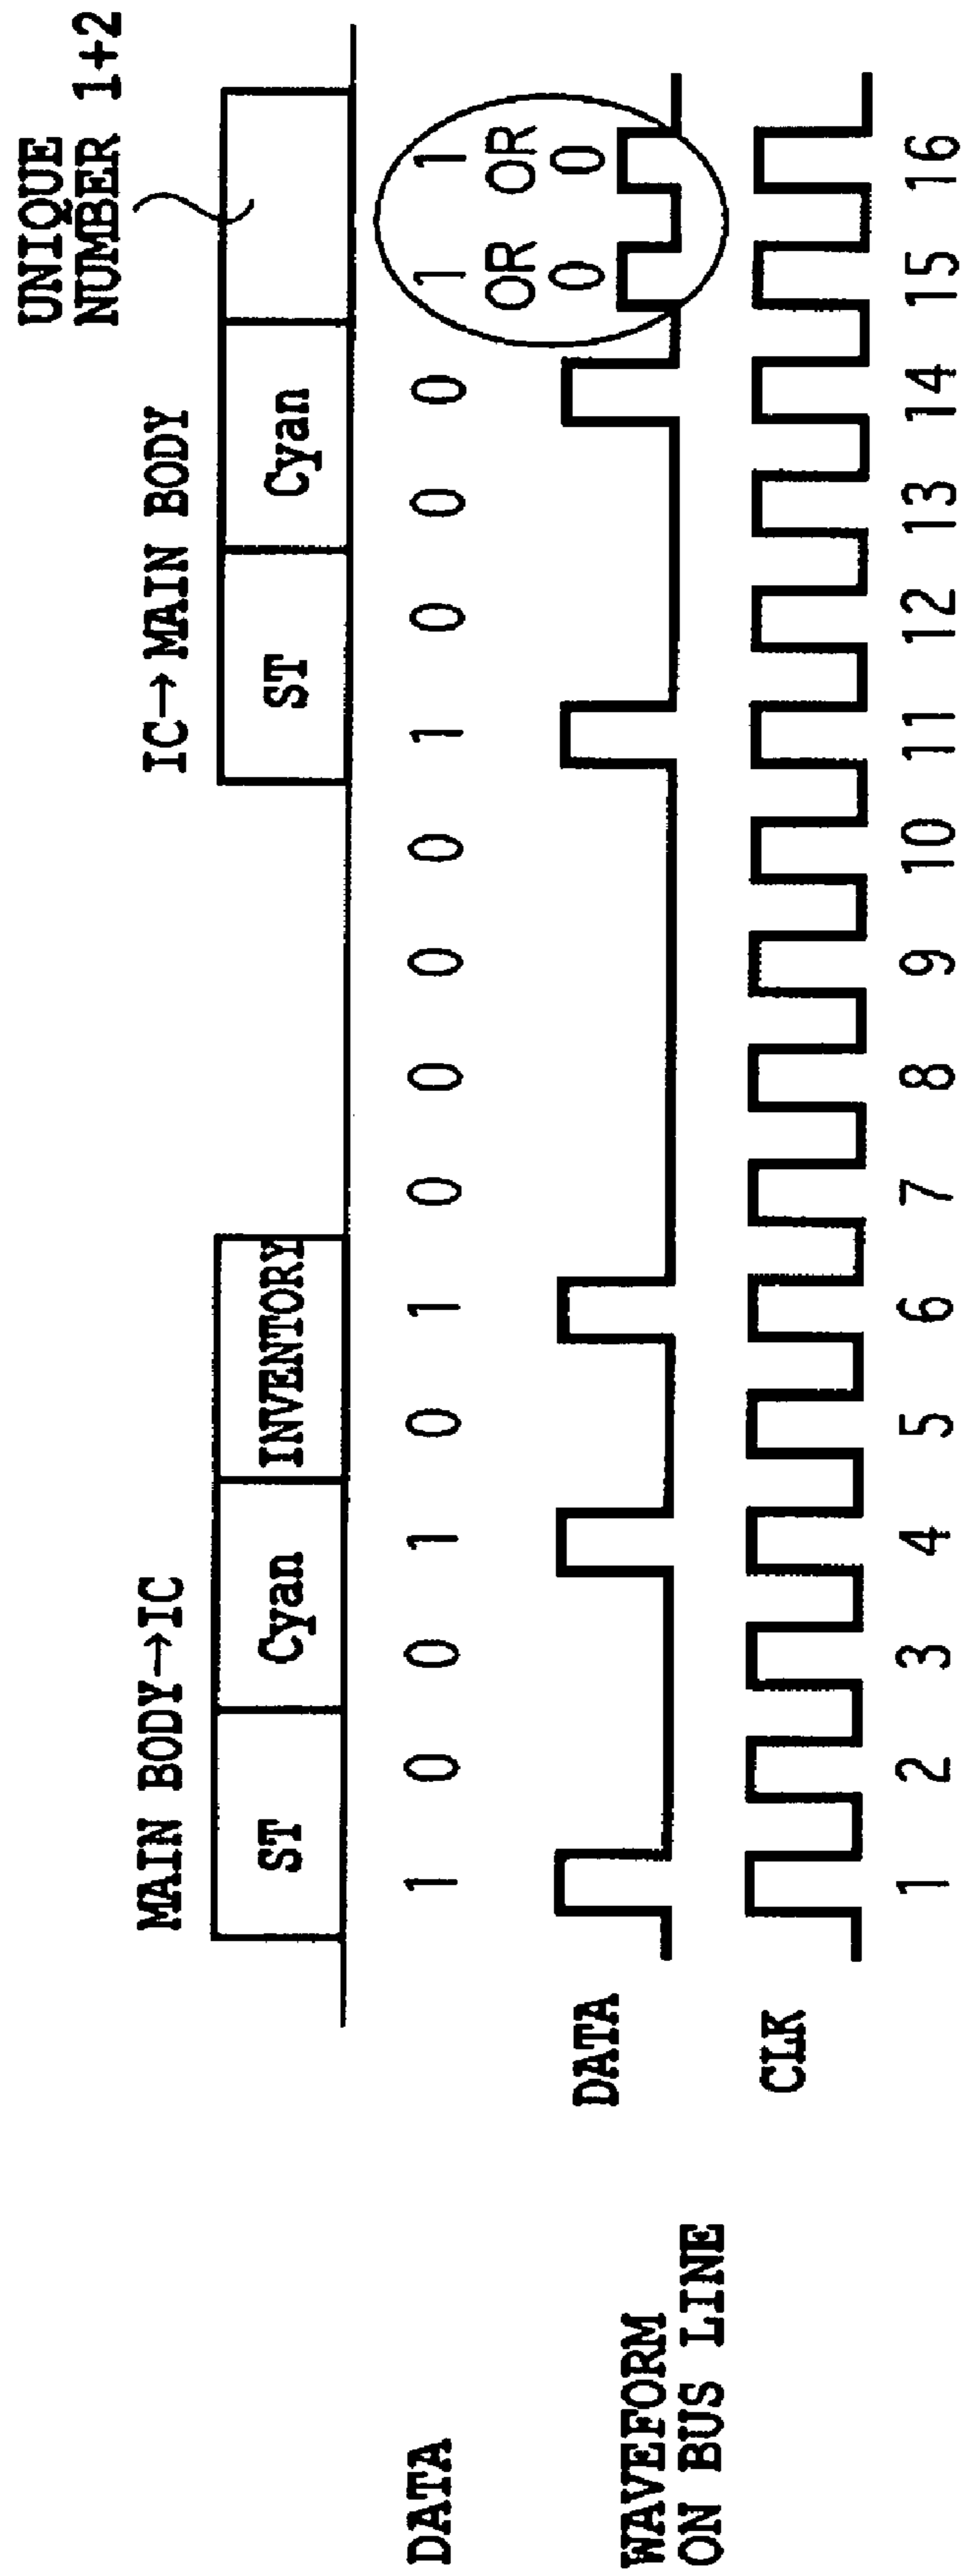 UNIQUE
NUMBER 1+2
MAIN BODY→IC
IC→MAIN BODY
ST Cyan INVENTORY ST Cyan
DATA 1 0 0 1 0 1 0 0 0 0 1 0 0 0 1 1
OR OR
0 0
WAVEFORM
ON BUS LINE
DATA
CLK
1 2 3 4 5 6 7 8 9 10 11 12 13 14 15 16